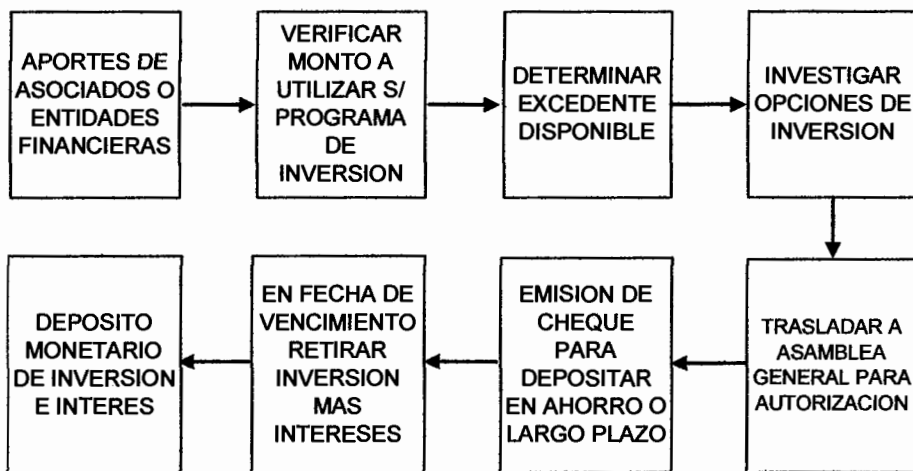 APORTES DE
ASOCIADOS O
ENTIDADES
FINANCIERAS
VERIFICAR
MONTO A
UTILIZAR S/
PROGRAMA
DE
INVERSION
DETERMINAR
EXCEDENTE
DISPONIBLE
INVESTIGAR
OPCIONES DE
INVERSION
TRASLADAR A
ASAMBLEA
GENERAL PARA
AUTORIZACION
EMISION DE
CHEQUE
PARA
DEPOSITAR
EN AHORRO O
LARGO PLAZO
EN FECHA DE
VENCIMIENTO
RETIRAR
INVERSION
MAS
INTERESES
DEPOSITO
MONETARIO
DE INVERSION
E INTERES